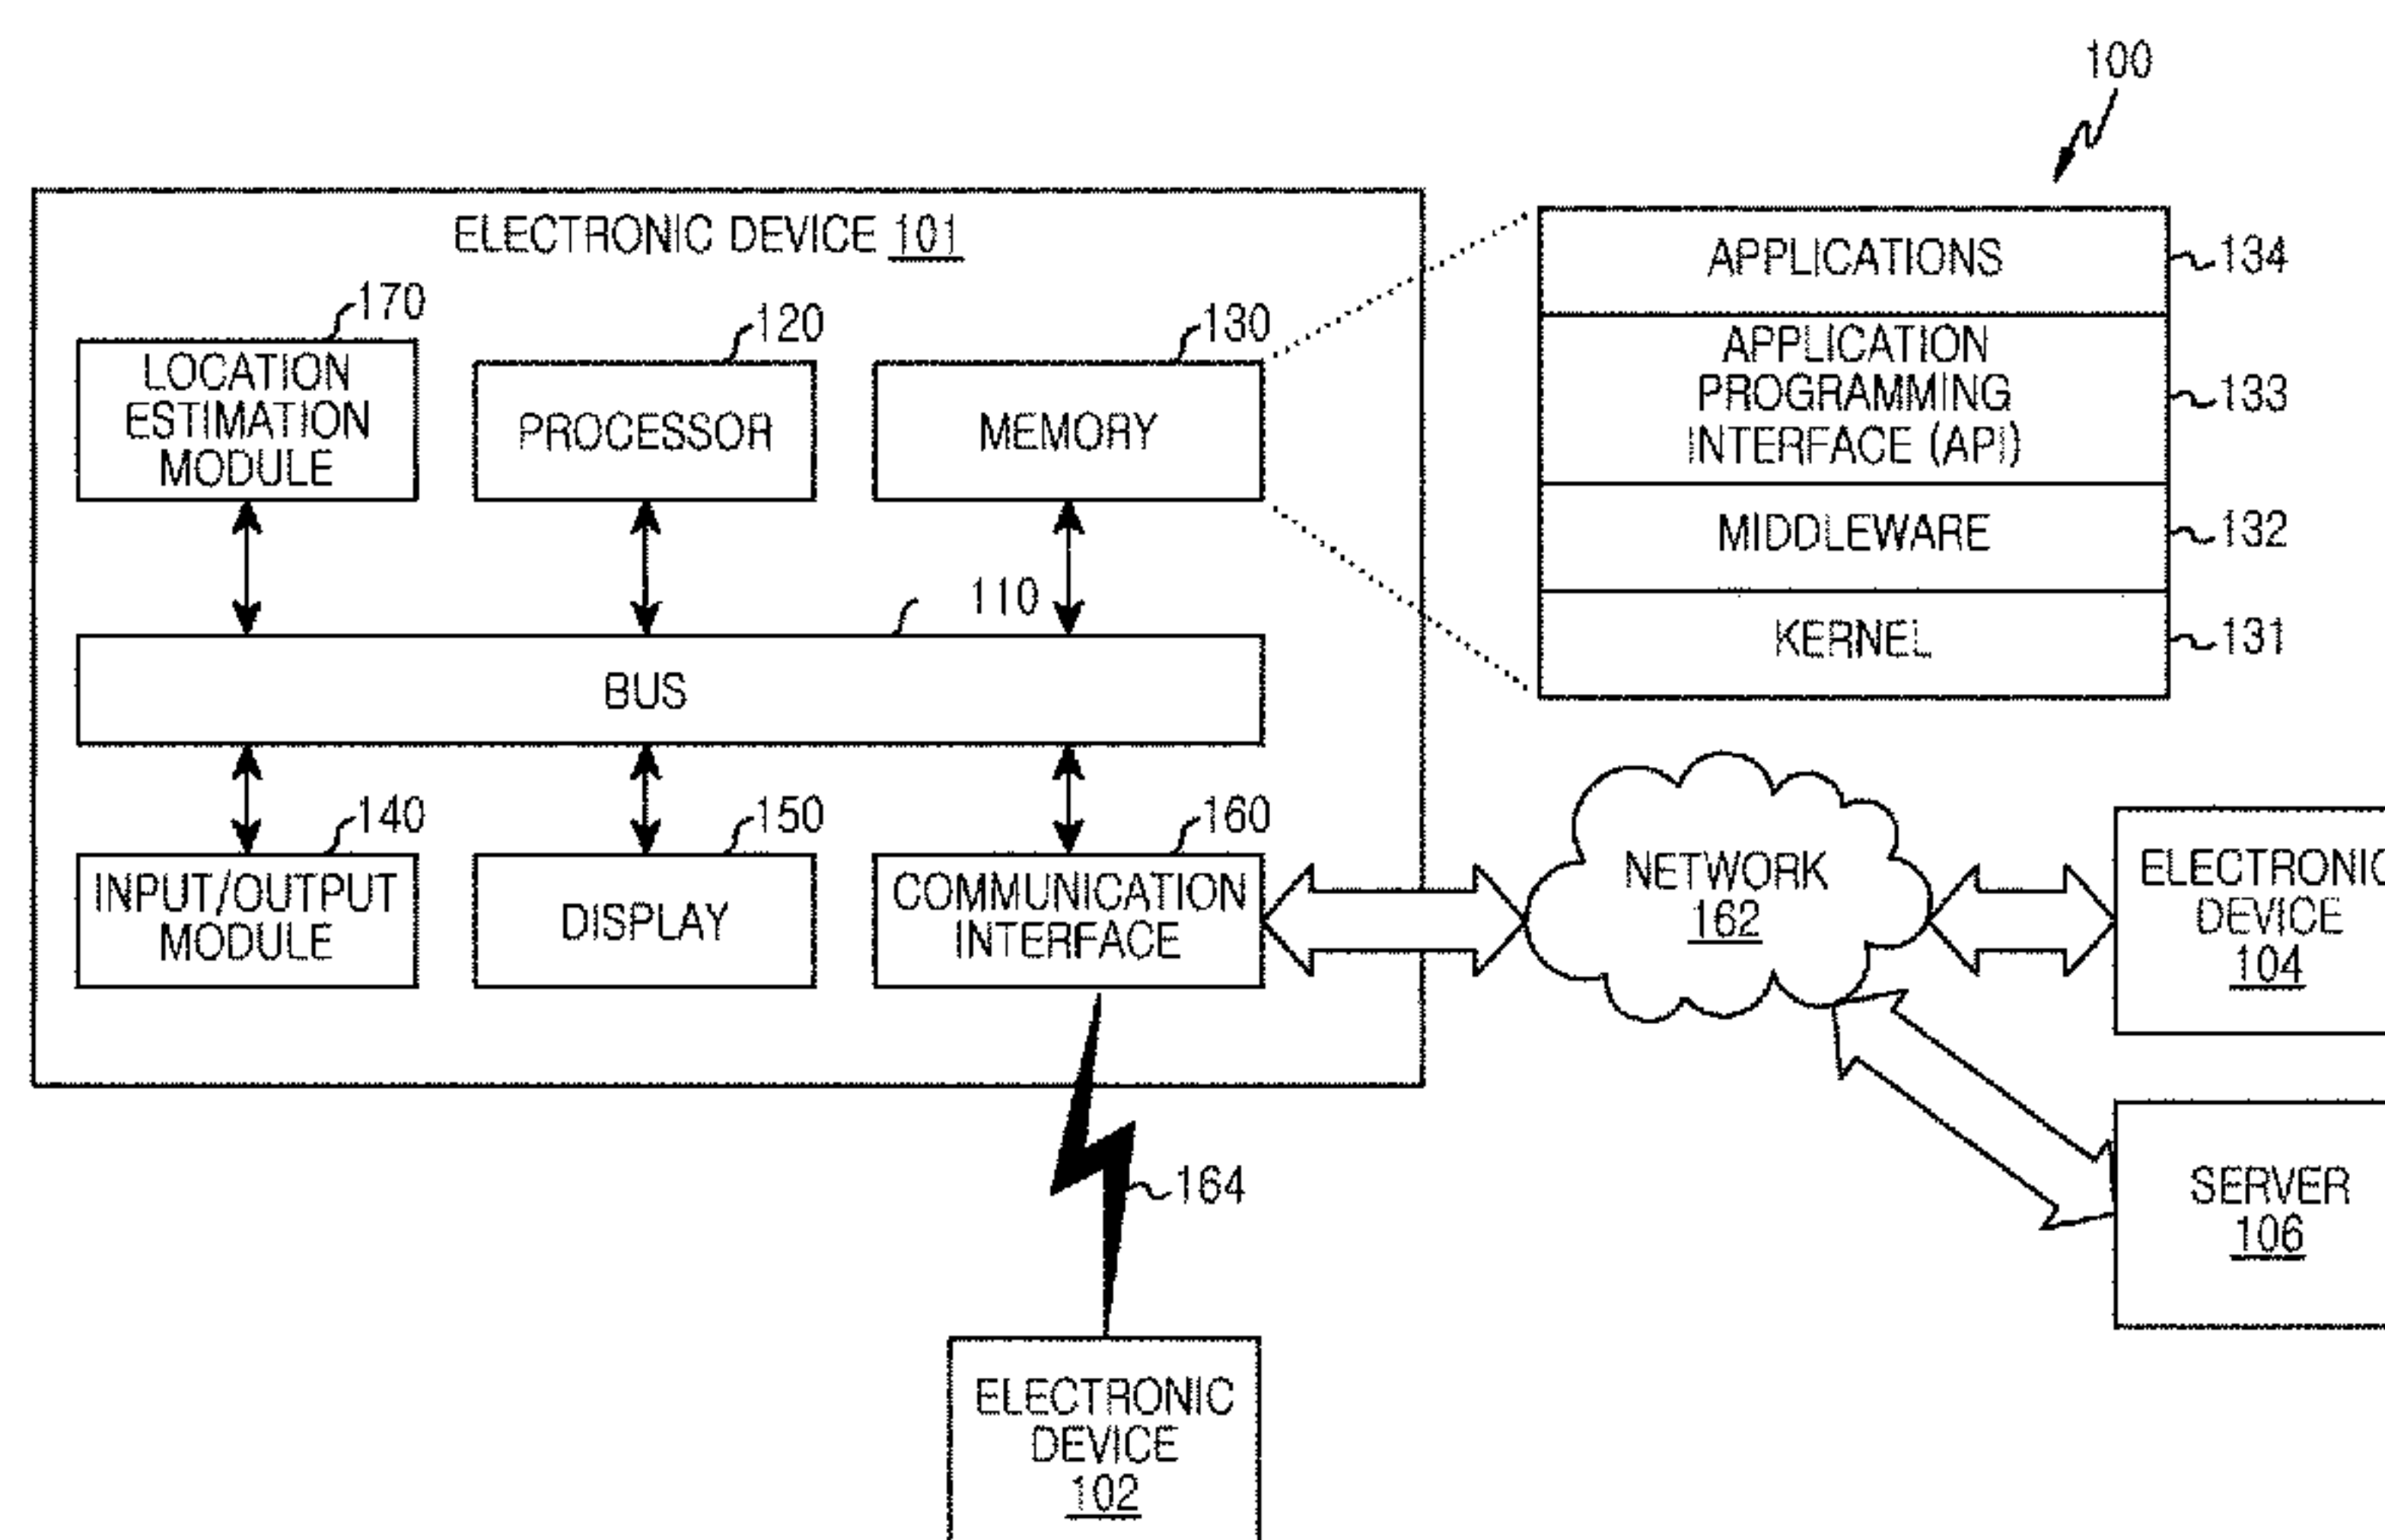 100
ELECTRONIC DEVICE 101
170
LOCATION
ESTIMATION
MODULE
120
PROCESSOR
130
MEMORY
APPLICATIONS
134
APPLICATION
PROGRAMMING
INTERFACE (API)
133
MIDDLEWARE
132
KERNEL
131
110
BUS
140
INPUT/OUTPUT
MODULE
150
DISPLAY
160
COMMUNICATION
INTERFACE
NETWORK
162
ELECTRONIC
DEVICE
104
164
SERVER
106
ELECTRONIC
DEVICE
102